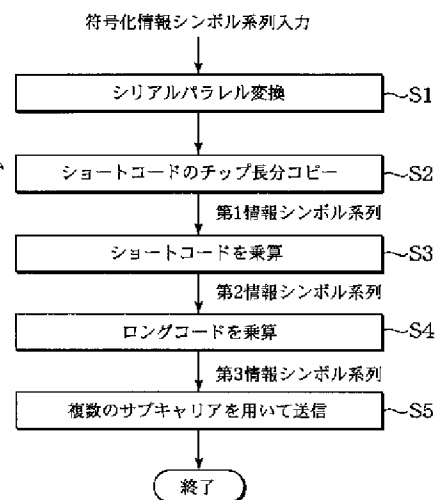 符号化情報シンボル系列入力
シリアルパラレル変換
S1
ショートコードのチップ長分コピー
S2
第1情報シンボル系列
ショートコードを乗算
S3
第2情報シンボル系列
ロングコードを乗算
S4
第3情報シンボル系列
複数のサブキャリアを用いて送信
S5
終了